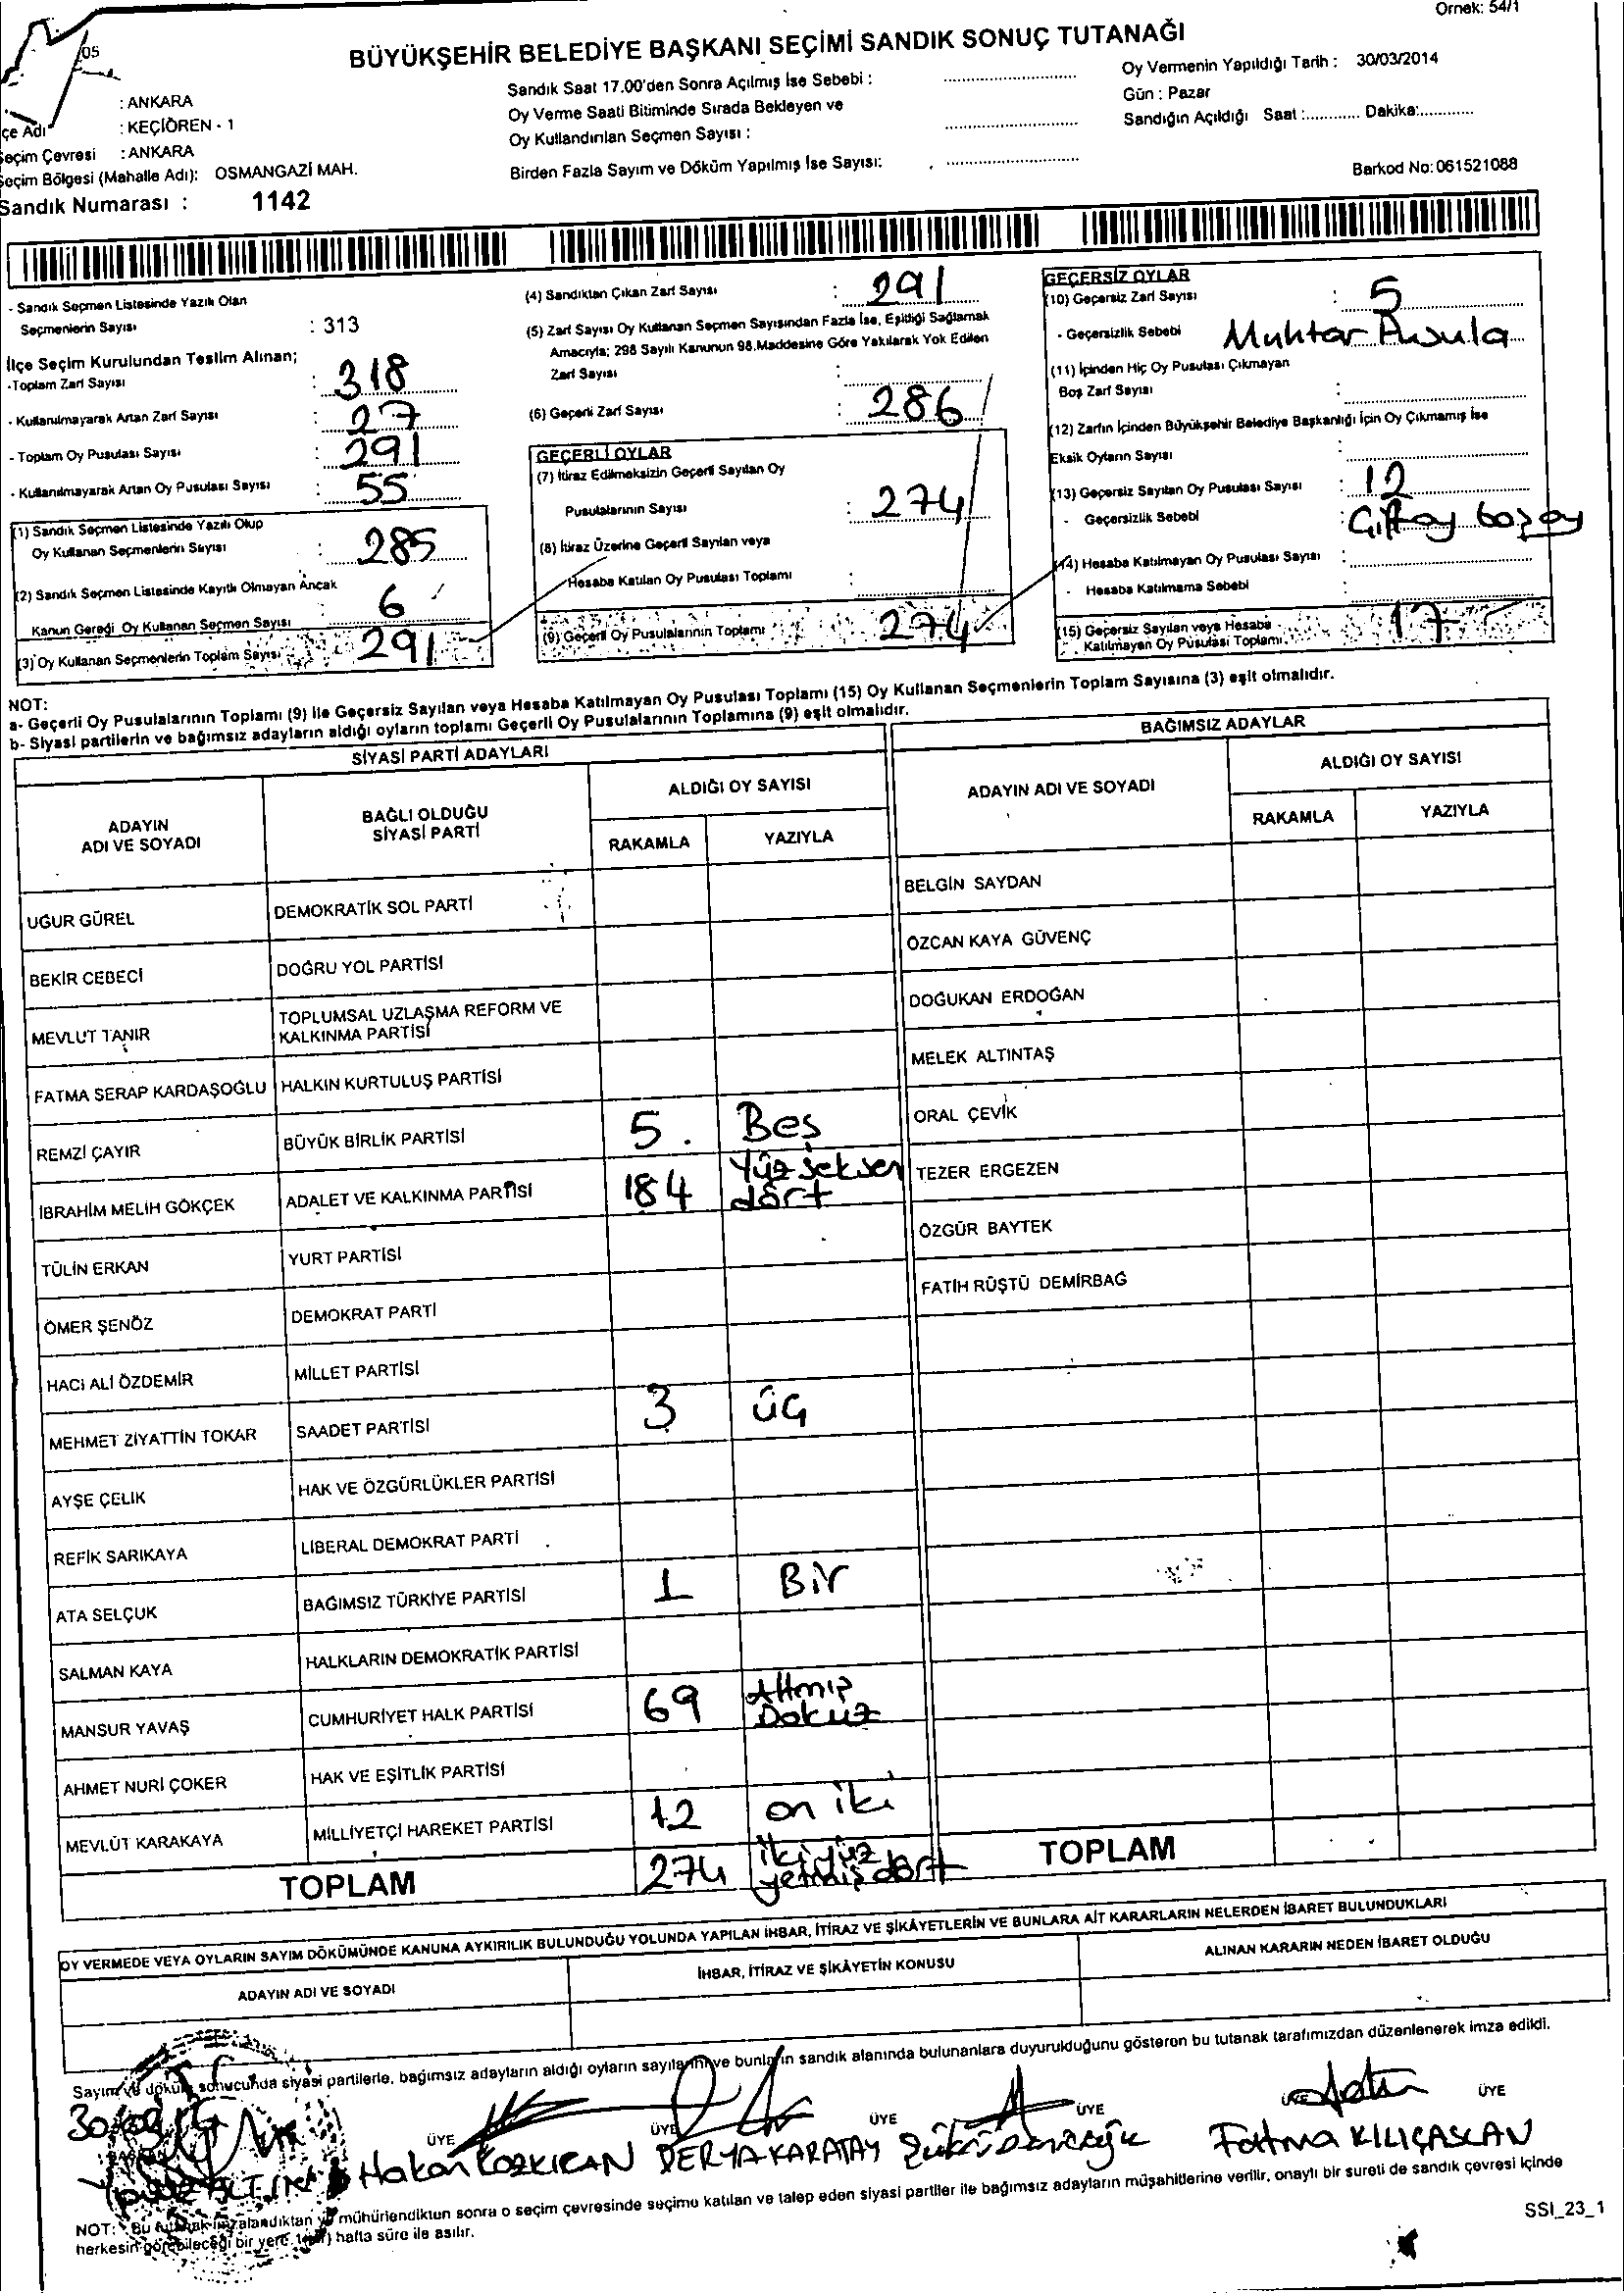 Örnek: 54/1
05
BÜYÜKŞEHİR BELEDİYE BAŞKANI SEÇİMİ SANDIK SONUÇ TUTANAĞI
: ANKARA
çe Adı : KEÇİÖREN - 1
Seçim Çevresi : ANKARA
Seçim Bölgesi (Mahalle Adı): OSMANGAZİ MAH.
Sandık Numarası : 1142
Sandık Saat 17.00'den Sonra Açılmış İse Sebebi :
Oy Verme Saati Bitiminde Sırada Bekleyen ve
Oy Kullandırılan Seçmen Sayısı :
Birden Fazla Sayım ve Döküm Yapılmış İse Sayısı:
Oy Vermenin Yapıldığı Tarih : 30/03/2014
Gün : Pazar
Sandığın Açıldığı Saat :............ Dakika:............
Barkod No: 061521088
- Sandık Seçmen Listesinde Yazılı Olan
Seçmenlerin Sayısı : 313
İlçe Seçim Kurulundan Teslim Alınan;
-Toplam Zarf Sayısı : 318
- Kullanılmayarak Artan Zarf Sayısı : 27
- Toplam Oy Pusulası Sayısı : 291
- Kullanılmayarak Artan Oy Pusulası Sayısı : 55
(1) Sandık Seçmen Listesinde Yazılı Olup
Oy Kullanan Seçmenlerin Sayısı : 285
(2) Sandık Seçmen Listesinde Kayıtlı Olmayan Ancak
Kanun Gereği Oy Kullanan Seçmen Sayısı : 6
(3) Oy Kullanan Seçmenlerin Toplam Sayısı : 291
(4) Sandıktan Çıkan Zarf Sayısı : 291
(5) Zarf Sayısı Oy Kullanan Seçmen Sayısından Fazla İse, Eşitliği Sağlamak
Amacıyla; 298 Sayılı Kanunun 98.Maddesine Göre Yakılarak Yok Edilen
Zarf Sayısı :
(6) Geçerli Zarf Sayısı : 286
GEÇERLİ OYLAR
(7) İtiraz Edilmeksizin Geçerli Sayılan Oy
Pusulalarının Sayısı : 274
(8) İtiraz Üzerine Geçerli Sayılan veya
Hesaba Katılan Oy Pusulası Toplamı :
(9) Geçerli Oy Pusulalarının Toplamı : 274
GEÇERSİZ OYLAR
(10) Geçersiz Zarf Sayısı : 5
- Geçersizlik Sebebi Muhtar Pusula
(11) İçinden Hiç Oy Pusulası Çıkmayan
Boş Zarf Sayısı :
(12) Zarfın İçinden Büyükşehir Belediye Başkanlığı İçin Oy Çıkmamış İse
Eksik Oyların Sayısı :
(13) Geçersiz Sayılan Oy Pusulası Sayısı : 12
- Geçersizlik Sebebi : Çift oy boş oy
(14) Hesaba Katılmayan Oy Pusulası Sayısı :
- Hesaba Katılmama Sebebi :
(15) Geçersiz Sayılan veya Hesaba
Katılmayan Oy Pusulası Toplamı : 17
NOT:
a- Geçerli Oy Pusulalarının Toplamı (9) ile Geçersiz Sayılan veya Hesaba Katılmayan Oy Pusulası Toplamı (15) Oy Kullanan Seçmenlerin Toplam Sayısına (3) eşit olmalıdır.
b- Siyasi partilerin ve bağımsız adayların aldığı oyların toplamı Geçerli Oy Pusulalarının Toplamına (9) eşit olmalıdır.
SİYASİ PARTİ ADAYLARI
ADAYIN ADI VE SOYADI BAĞLI OLDUĞU SİYASİ PARTİ ALDIĞI OY SAYISI
RAKAMLA YAZIYLA
UĞUR GÜREL DEMOKRATİK SOL PARTİ
BEKİR CEBECİ DOĞRU YOL PARTİSİ
MEVLUT TANIR TOPLUMSAL UZLAŞMA REFORM VE KALKINMA PARTİSİ
FATMA SERAP KARDAŞOĞLU HALKIN KURTULUŞ PARTİSİ
REMZİ ÇAYIR BÜYÜK BİRLİK PARTİSİ 5 Beş
İBRAHİM MELİH GÖKÇEK ADALET VE KALKINMA PARTİSİ 184 Yüz seksen dört
TÜLİN ERKAN YURT PARTİSİ
ÖMER ŞENÖZ DEMOKRAT PARTİ
HACI ALİ ÖZDEMİR MİLLET PARTİSİ
MEHMET ZİYATTİN TOKAR SAADET PARTİSİ 3 üç
AYŞE ÇELİK HAK VE ÖZGÜRLÜKLER PARTİSİ
REFİK SARIKAYA LİBERAL DEMOKRAT PARTİ
ATA SELÇUK BAĞIMSIZ TÜRKİYE PARTİSİ 1 Bir
SALMAN KAYA HALKLARIN DEMOKRATİK PARTİSİ
MANSUR YAVAŞ CUMHURİYET HALK PARTİSİ 69 Altmış Dokuz
AHMET NURİ ÇOKER HAK VE EŞİTLİK PARTİSİ
MEVLÜT KARAKAYA MİLLİYETÇİ HAREKET PARTİSİ 12 on iki
TOPLAM 274 iki yüz yetmiş dört
BAĞIMSIZ ADAYLAR
ADAYIN ADI VE SOYADI ALDIĞI OY SAYISI
RAKAMLA YAZIYLA
BELGİN SAYDAN
ÖZCAN KAYA GÜVENÇ
DOĞUKAN ERDOĞAN
MELEK ALTINTAŞ
ORAL ÇEVİK
TEZER ERGEZEN
ÖZGÜR BAYTEK
FATİH RÜŞTÜ DEMİRBAĞ
TOPLAM
OY VERMEDE VEYA OYLARIN SAYIM DÖKÜMÜNDE KANUNA AYKIRILIK BULUNDUĞU YOLUNDA YAPILAN İHBAR, İTİRAZ VE ŞİKÂYETLERİN VE BUNLARA AİT KARARLARIN NELERDEN İBARET BULUNDUKLARI
ADAYIN ADI VE SOYADI İHBAR, İTİRAZ VE ŞİKÂYETİN KONUSU ALINAN KARARIN NEDEN İBARET OLDUĞU
Sayım ve döküm sonucunda siyasi partilerle, bağımsız adayların aldığı oyların sayılarını ve bunların sandık alanında bulunanlara duyurulduğunu gösteren bu tutanak tarafımızdan düzenlenerek imza edildi.
BAŞKAN ÜYE ÜYE ÜYE ÜYE ÜYE
Hakan KOZKIRAN DERYA KARATAY Fatma KILIÇASLAN
NOT: Bu tutanak imzalandıktan ve mühürlendikten sonra o seçim çevresinde seçime katılan ve talep eden siyasi partiler ile bağımsız adayların müşahitlerine verilir, onaylı bir sureti de sandık çevresi içinde
herkesin görebileceği bir yere, 1 (bir) hafta süre ile asılır.
SSİ_23_1